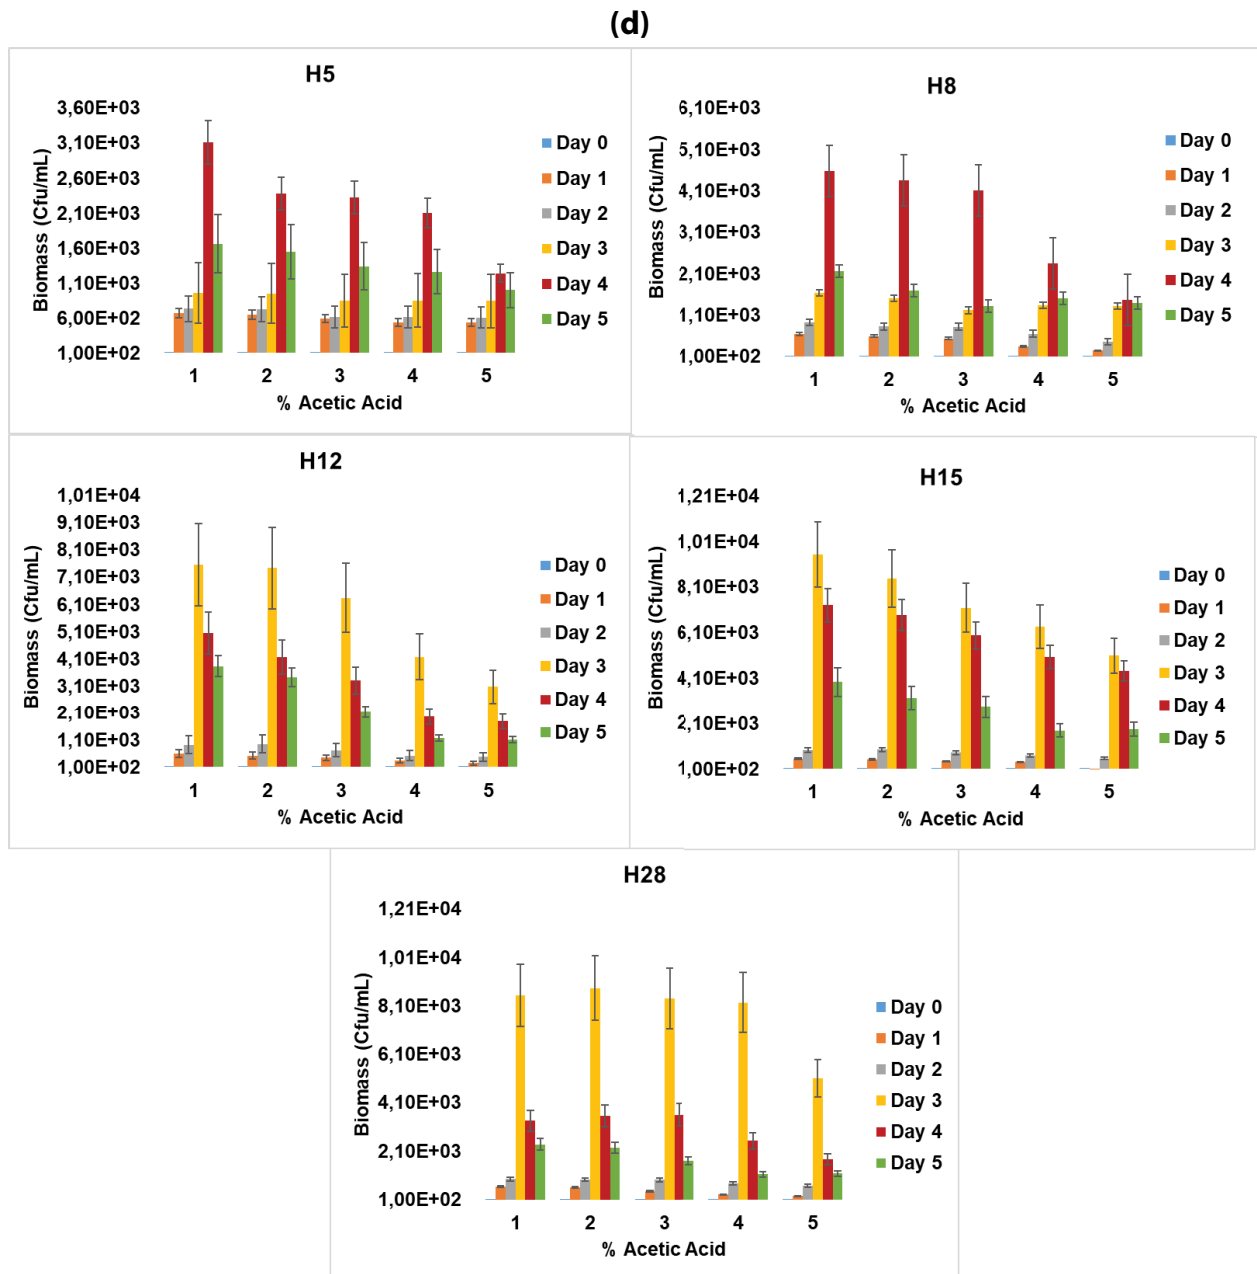 (d)
H5
3,60E+03
3,10E+03
2,60E+03
2,10E+03
1,60E+03
1,10E+03
6,00E+02
1,00E+02
Biomass (Cfu/mL)
1 2 3 4 5
% Acetic Acid
Day 0
Day 1
Day 2
Day 3
Day 4
Day 5
H8
6,10E+03
5,10E+03
4,10E+03
3,10E+03
2,10E+03
1,10E+03
1,00E+02
Biomass (Cfu/mL)
1 2 3 4 5
% Acetic Acid
Day 0
Day 1
Day 2
Day 3
Day 4
Day 5
H12
1,01E+04
9,10E+03
8,10E+03
7,10E+03
6,10E+03
5,10E+03
4,10E+03
3,10E+03
2,10E+03
1,10E+03
1,00E+02
Biomass (Cfu/mL)
1 2 3 4 5
% Acetic Acid
Day 0
Day 1
Day 2
Day 3
Day 4
Day 5
H15
1,21E+04
1,01E+04
8,10E+03
6,10E+03
4,10E+03
2,10E+03
1,00E+02
Biomass (Cfu/mL)
1 2 3 4 5
% Acetic Acid
Day 0
Day 1
Day 2
Day 3
Day 4
Day 5
H28
1,21E+04
1,01E+04
8,10E+03
6,10E+03
4,10E+03
2,10E+03
1,00E+02
Biomass (Cfu/mL)
1 2 3 4 5
% Acetic Acid
Day 0
Day 1
Day 2
Day 3
Day 4
Day 5